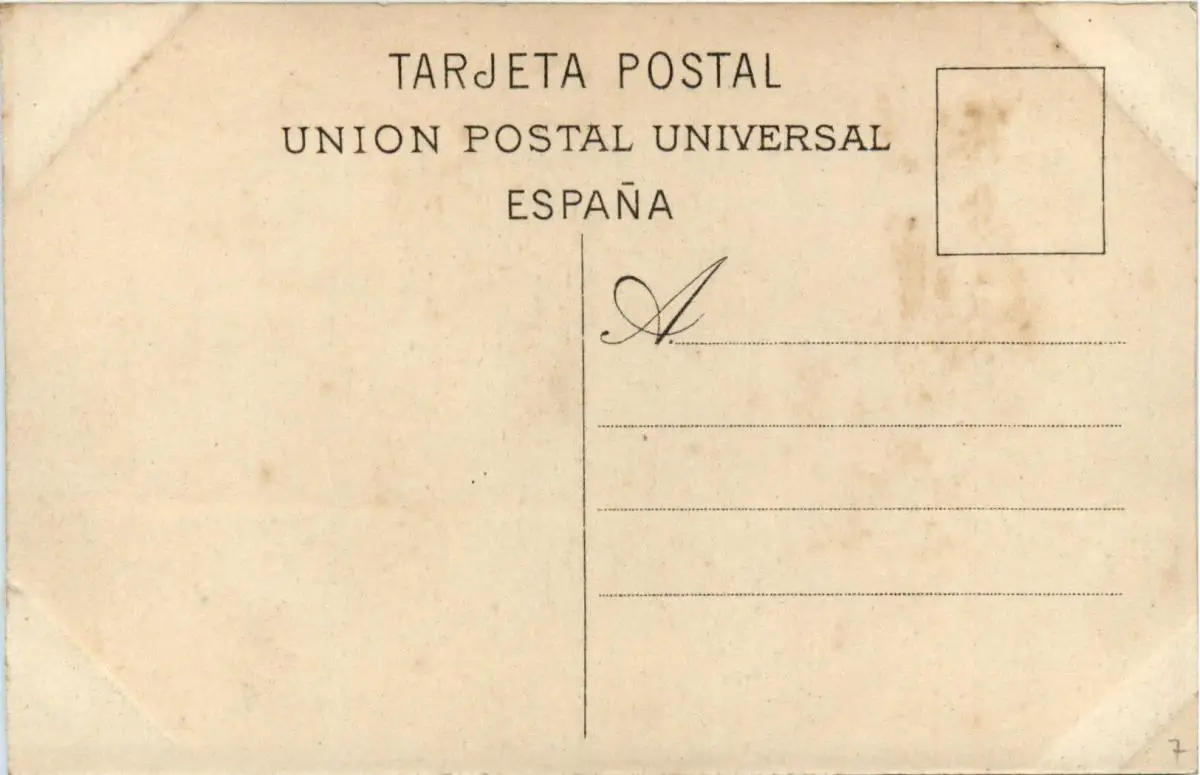 TARJETA POSTAL
UNION POSTAL UNIVERSAL
ESPAÑA
A.
7